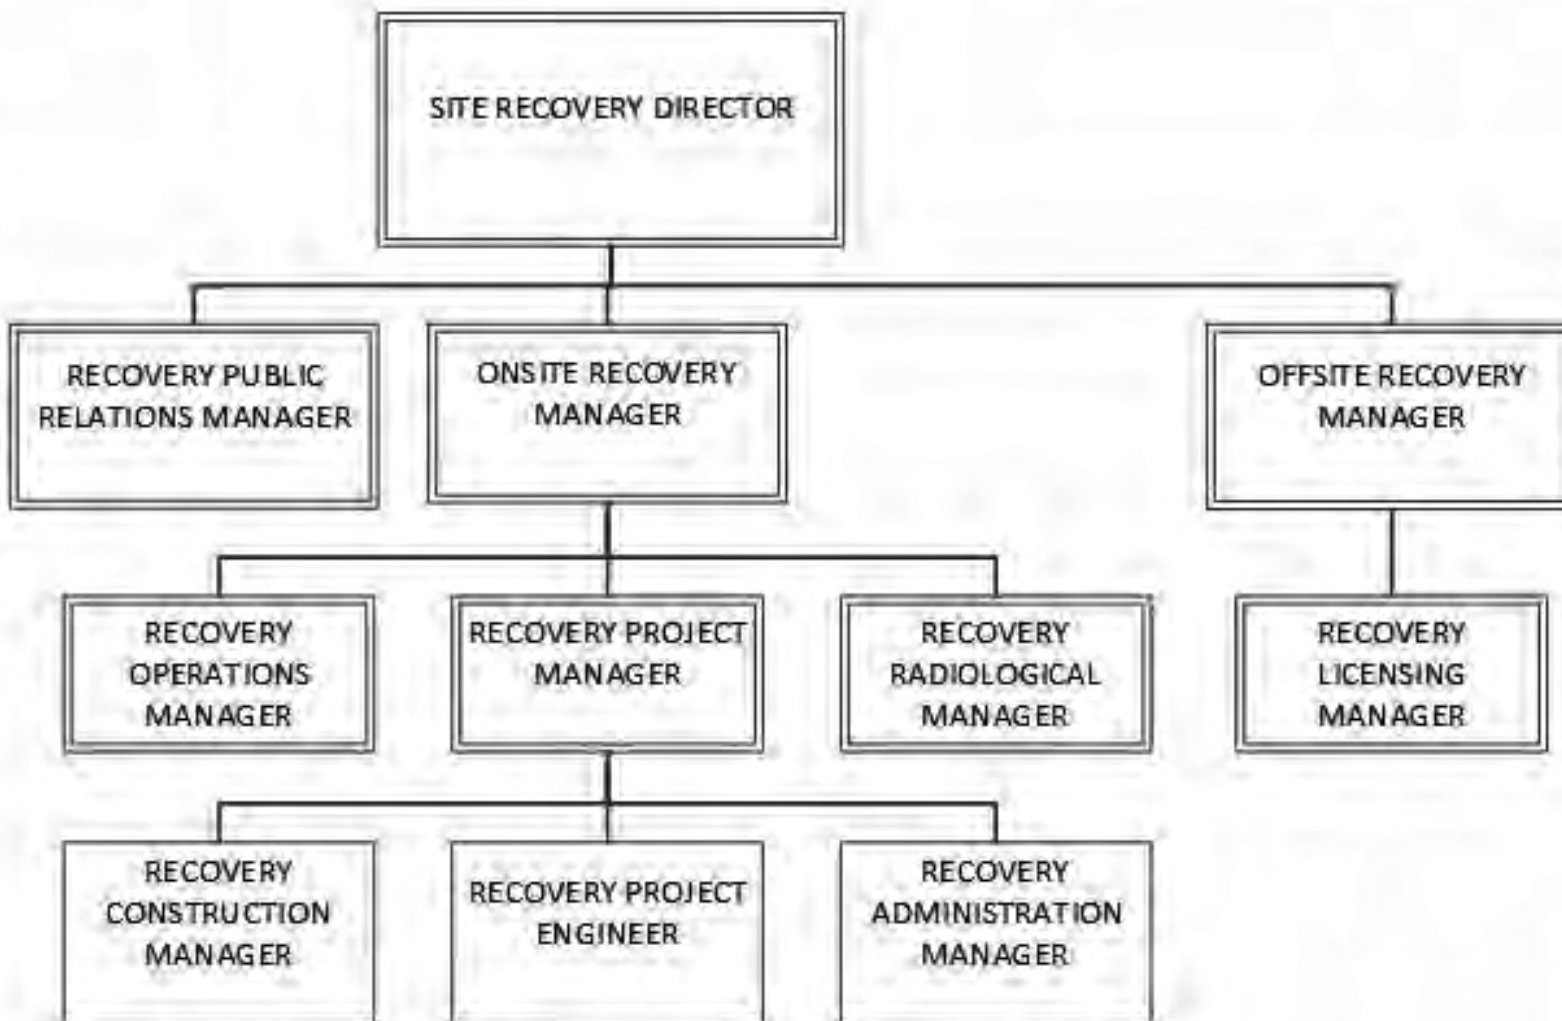 SITE RECOVERY DIRECTOR
RECOVERY PUBLIC
RELATIONS MANAGER
ONSITE RECOVERY
MANAGER
OFFSITE RECOVERY
MANAGER
RECOVERY
OPERATIONS
MANAGER
RECOVERY PROJECT
MANAGER
RECOVERY
RADIOLOGICAL
MANAGER
RECOVERY
LICENSING
MANAGER
RECOVERY
CONSTRUCTION
MANAGER
RECOVERY PROJECT
ENGINEER
RECOVERY
ADMINISTRATION
MANAGER